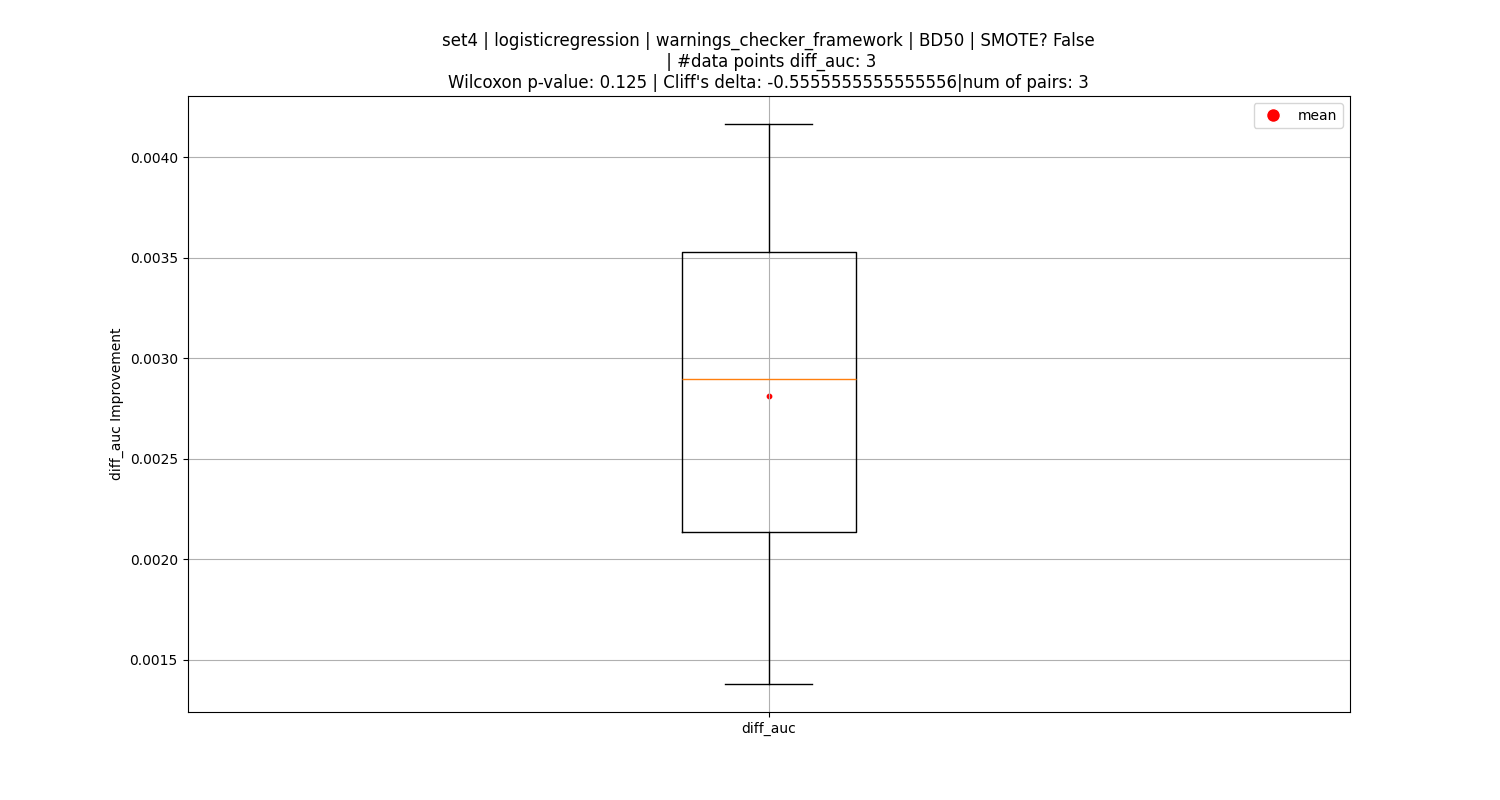 set4 | logisticregression | warnings_checker_framework | BD50 | SMOTE? False
| #data points diff_auc: 3
Wilcoxon p-value: 0.125 | Cliff's delta: -0.5555555555555556|num of pairs: 3
mean
0.0040
0.0035
0.0030
0.0025
0.0020
0.0015
diff_auc Improvement
diff_auc